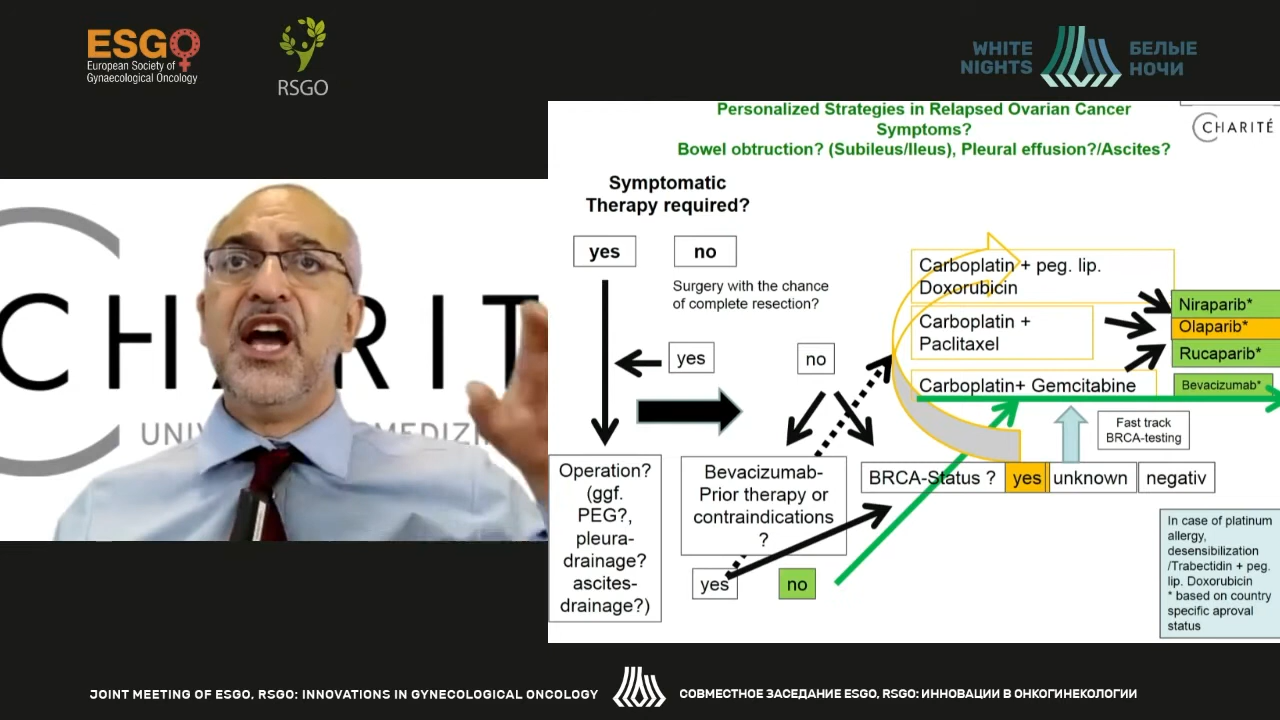 ESGO
European Society of
Gynaecological Oncology
RSGO
WHITE
NIGHTS
БЕЛЫЕ
НОЧИ
CHARITÉ
Personalized Strategies in Relapsed Ovarian Cancer
Symptoms?
Bowel obtruction? (Subileus/Ileus), Pleural effusion?/Ascites?
Symptomatic
Therapy required?
yes
no
Surgery with the chance
of complete resection?
yes
no
Operation?
(ggf.
PEG?,
pleura-
drainage?
ascites-
drainage?)
Bevacizumab-
Prior therapy or
contraindications
?
yes
no
Carboplatin + peg. lip.
Doxorubicin
Carboplatin +
Paclitaxel
Carboplatin+ Gemcitabine
Niraparib*
Olaparib*
Rucaparib*
Bevacizumab*
Fast track
BRCA-testing
BRCA-Status ?
yes
unknown
negativ
In case of platinum
allergy,
desensibilization
/Trabectidin + peg.
lip. Doxorubicin
* based on country
specific aproval
status
JOINT MEETING OF ESGO, RSGO: INNOVATIONS IN GYNECOLOGICAL ONCOLOGY
СОВМЕСТНОЕ ЗАСЕДАНИЕ ESGO, RSGO: ИННОВАЦИИ В ОНКОГИНЕКОЛОГИИ